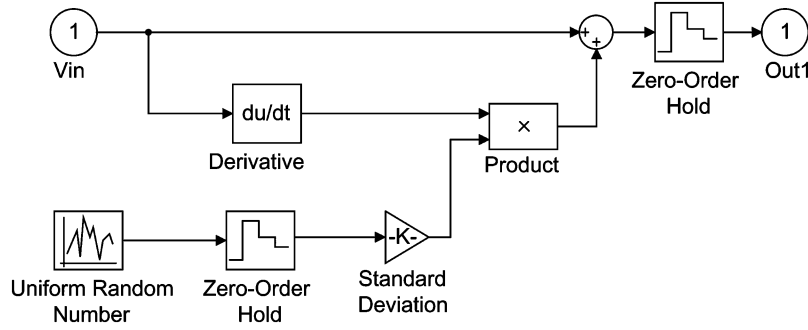 1
Vin
+
+
Zero-Order
Hold
1
Out1
du/dt
Derivative
×
Product
Uniform Random
Number
Zero-Order
Hold
-K-
Standard
Deviation